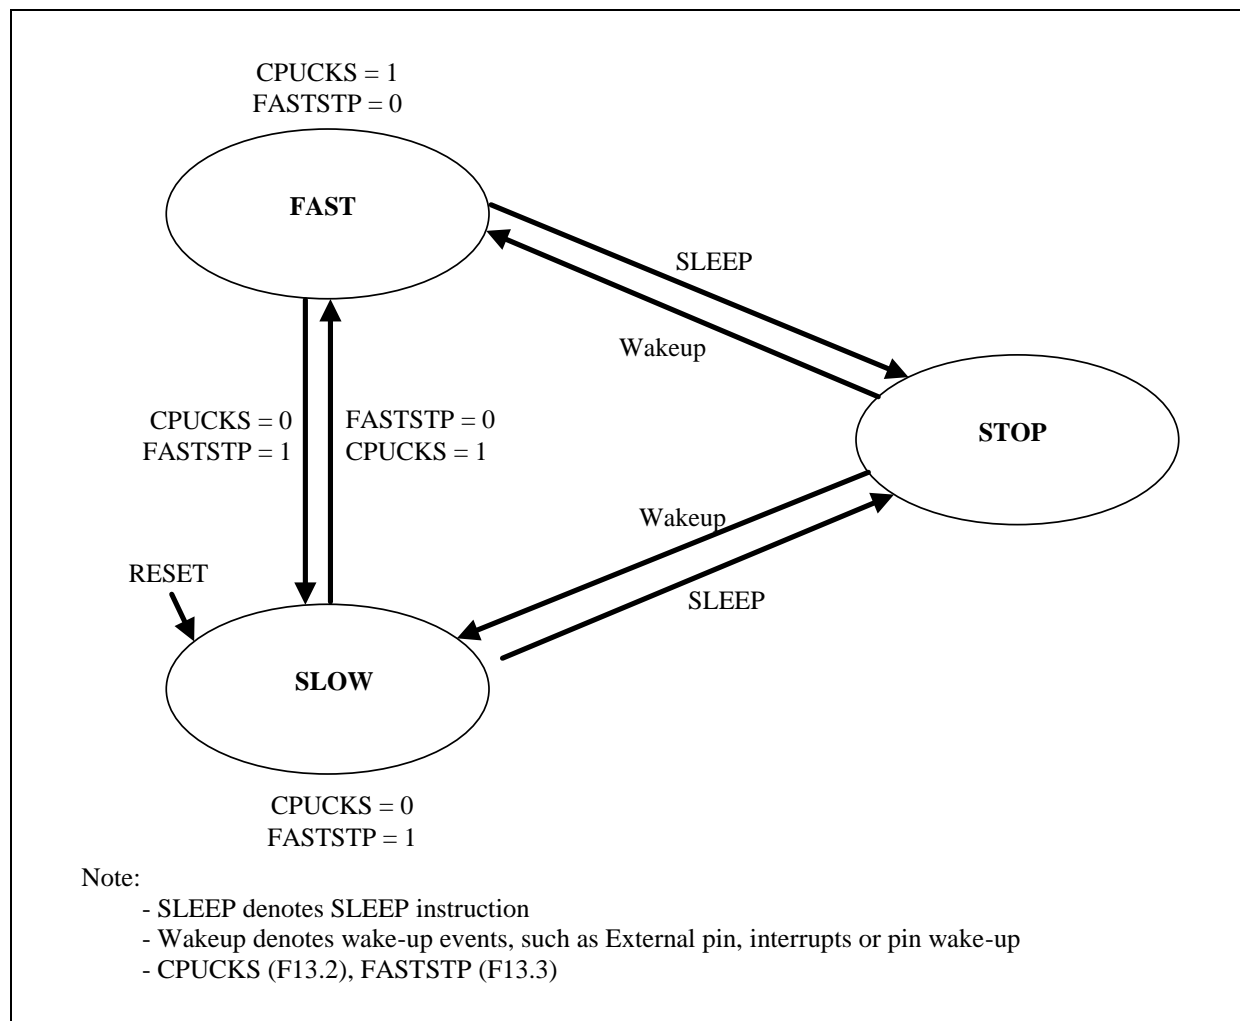 CPUCKS = 1
FASTSTP = 0
FAST
SLEEP
Wakeup
CPUCKS = 0
FASTSTP = 1
FASTSTP = 0
CPUCKS = 1
STOP
Wakeup
RESET
SLEEP
SLOW
CPUCKS = 0
FASTSTP = 1
Note:
- SLEEP denotes SLEEP instruction
- Wakeup denotes wake-up events, such as External pin, interrupts or pin wake-up
- CPUCKS (F13.2), FASTSTP (F13.3)